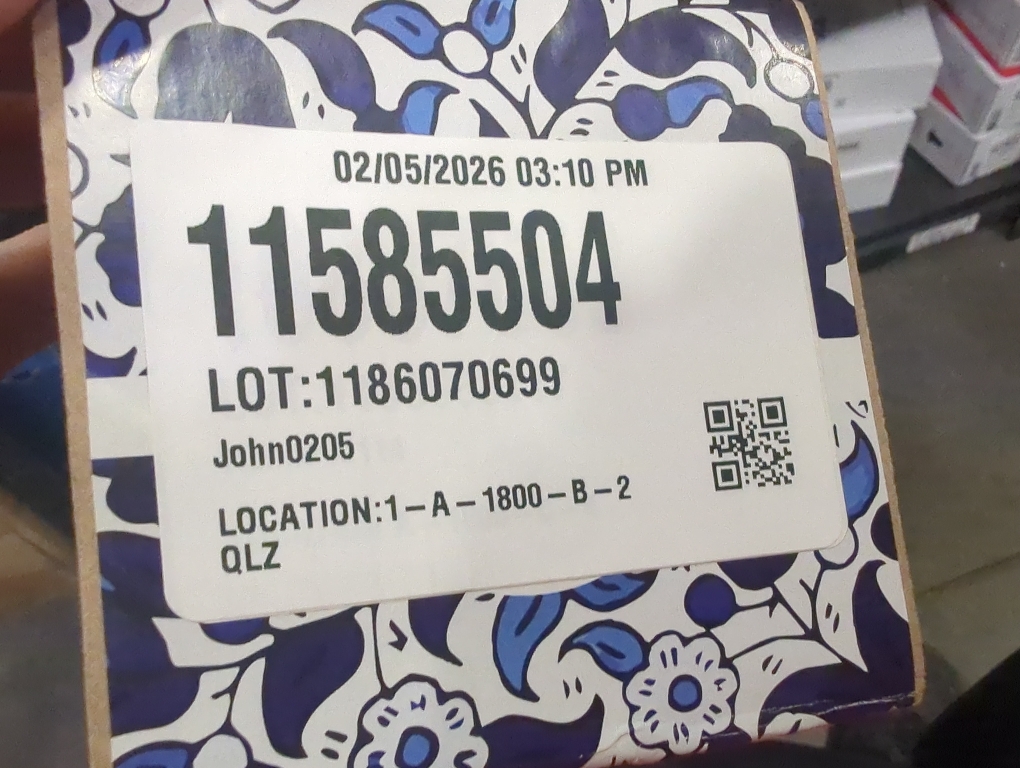 02/05/2026 03:10 PM
11585504
LOT:1186070699
John0205
LOCATION:1-A-1800-B-2
QLZ